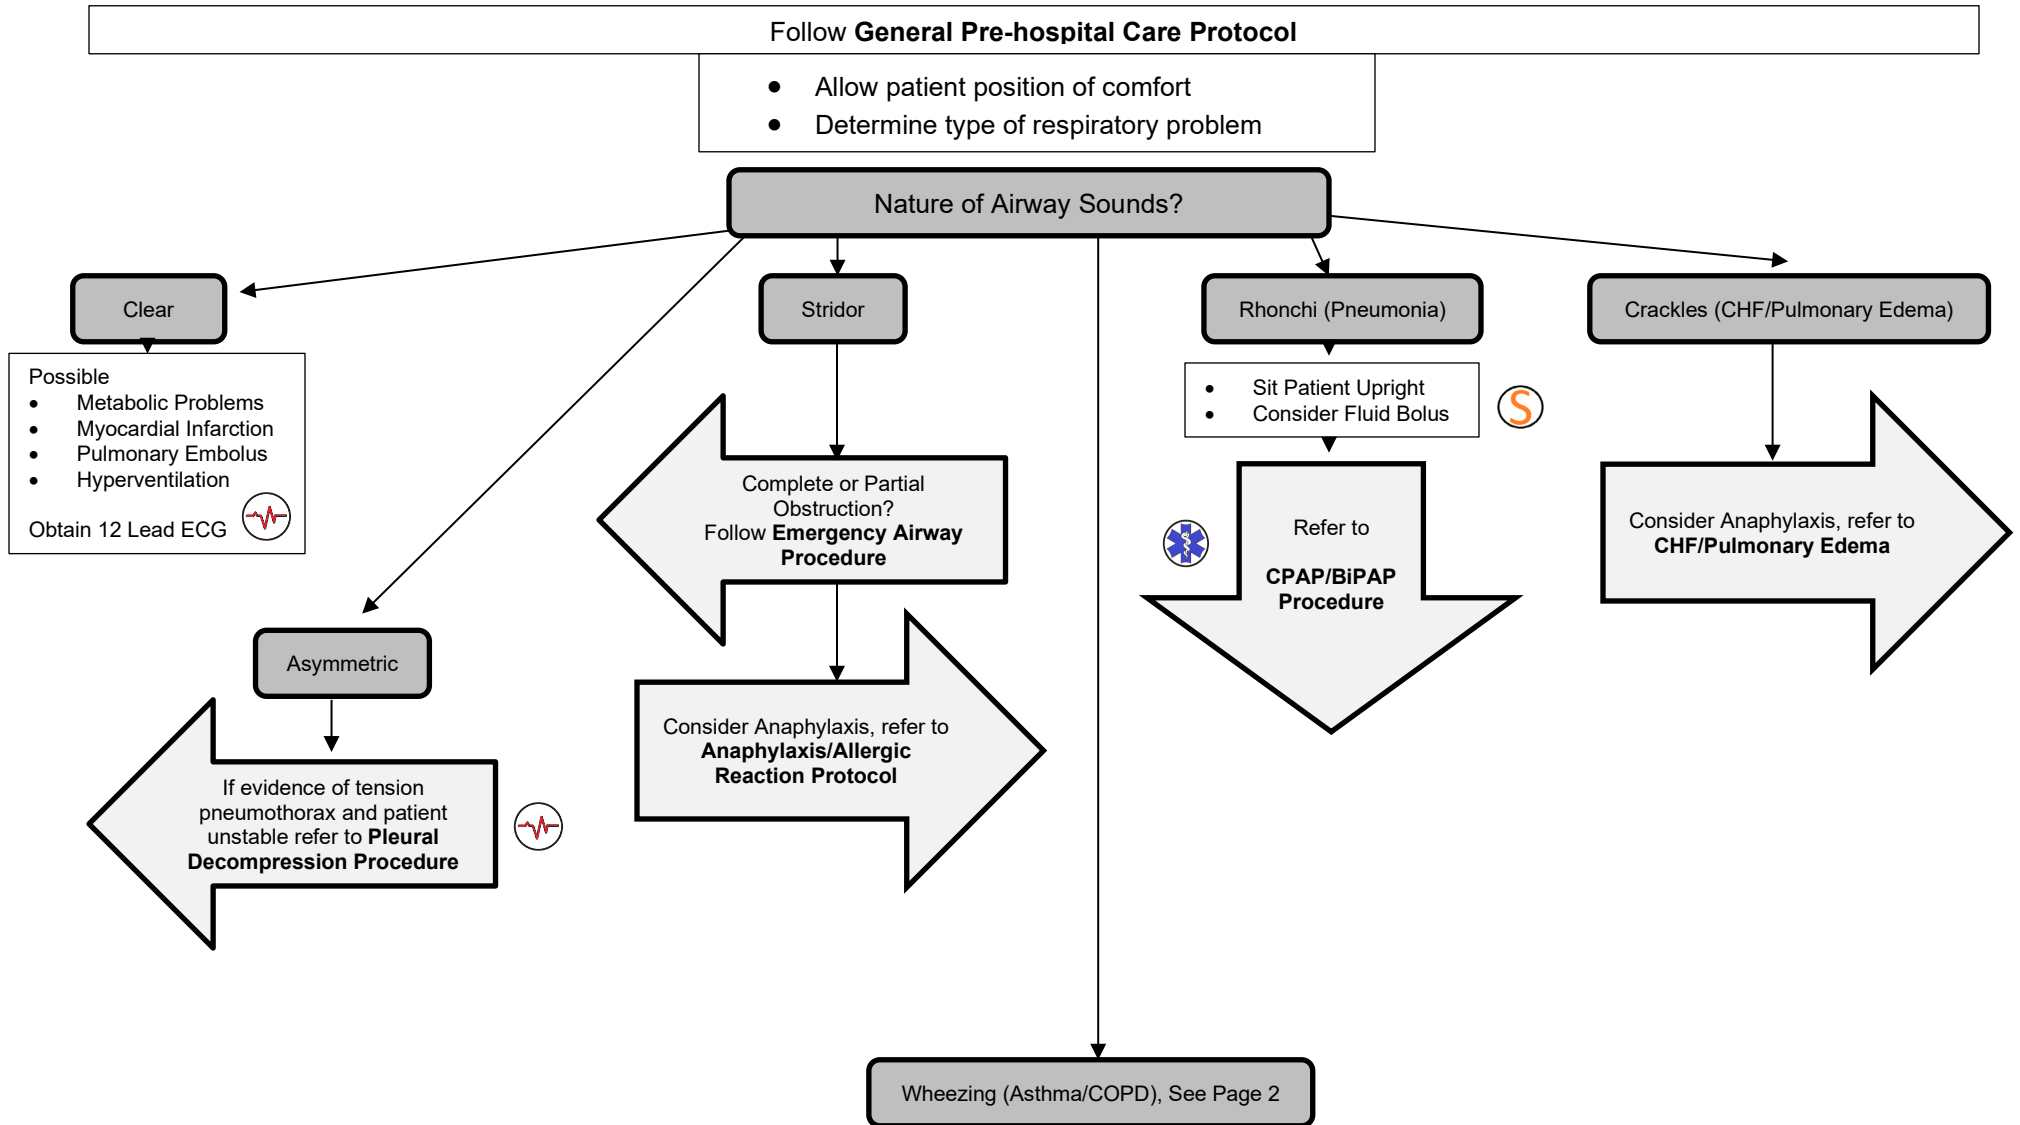 Follow General Pre-hospital Care Protocol
• Allow patient position of comfort
• Determine type of respiratory problem
Nature of Airway Sounds?
Clear
Possible
• Metabolic Problems
• Myocardial Infarction
• Pulmonary Embolus
• Hyperventilation
Obtain 12 Lead ECG
Asymmetric
If evidence of tension
pneumothorax and patient
unstable refer to Pleural
Decompression Procedure
Stridor
Complete or Partial
Obstruction?
Follow Emergency Airway
Procedure
Consider Anaphylaxis, refer to
Anaphylaxis/Allergic
Reaction Protocol
Rhonchi (Pneumonia)
• Sit Patient Upright
• Consider Fluid Bolus
S
Refer to
CPAP/BiPAP
Procedure
Crackles (CHF/Pulmonary Edema)
Consider Anaphylaxis, refer to
CHF/Pulmonary Edema
Wheezing (Asthma/COPD), See Page 2